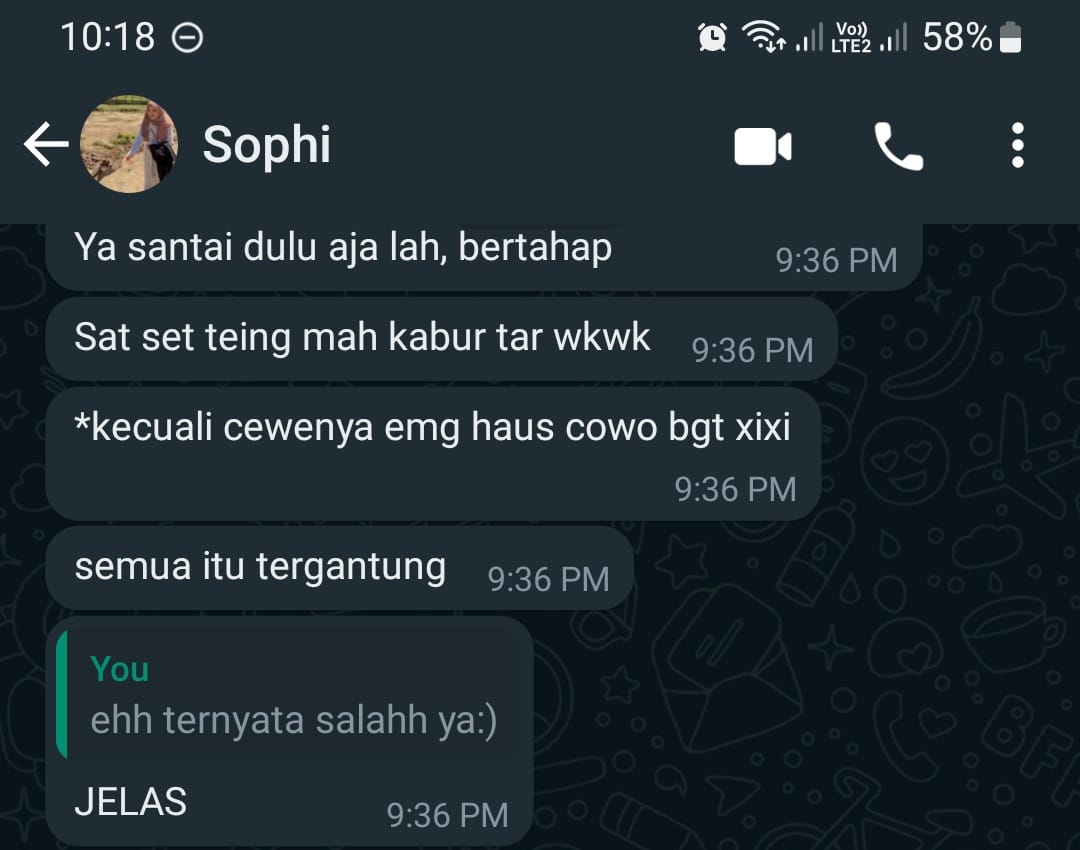 10:18
Vo))
LTE2
58%
Sophi
Ya santai dulu aja lah, bertahap
9:36 PM
Sat set teing mah kabur tar wkwk
9:36 PM
*kecuali cewenya emg haus cowo bgt xixi
9:36 PM
semua itu tergantung
9:36 PM
You
ehh ternyata salahh ya:)
JELAS
9:36 PM